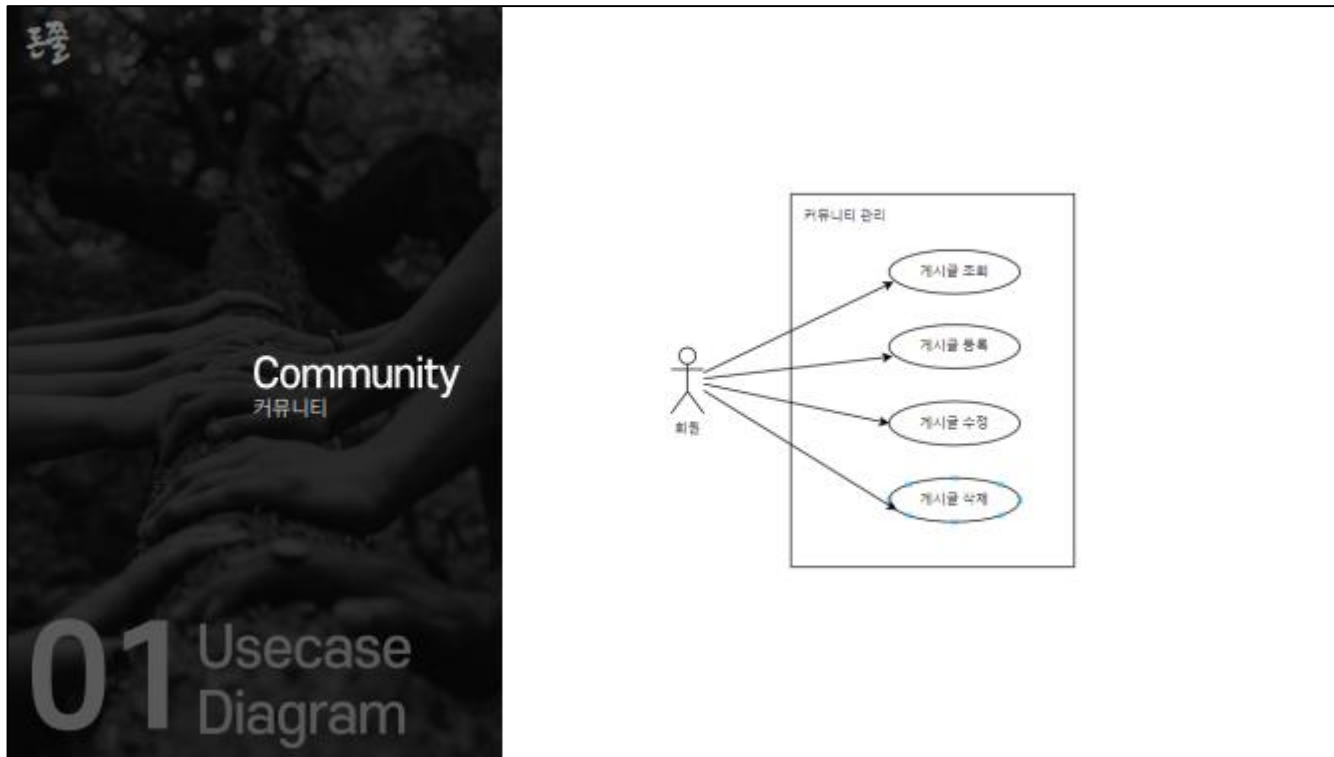 돈쭐
Community
커뮤니티
01
Usecase
Diagram
커뮤니티 관리
게시글 조회
게시글 등록
게시글 수정
게시글 삭제
회원